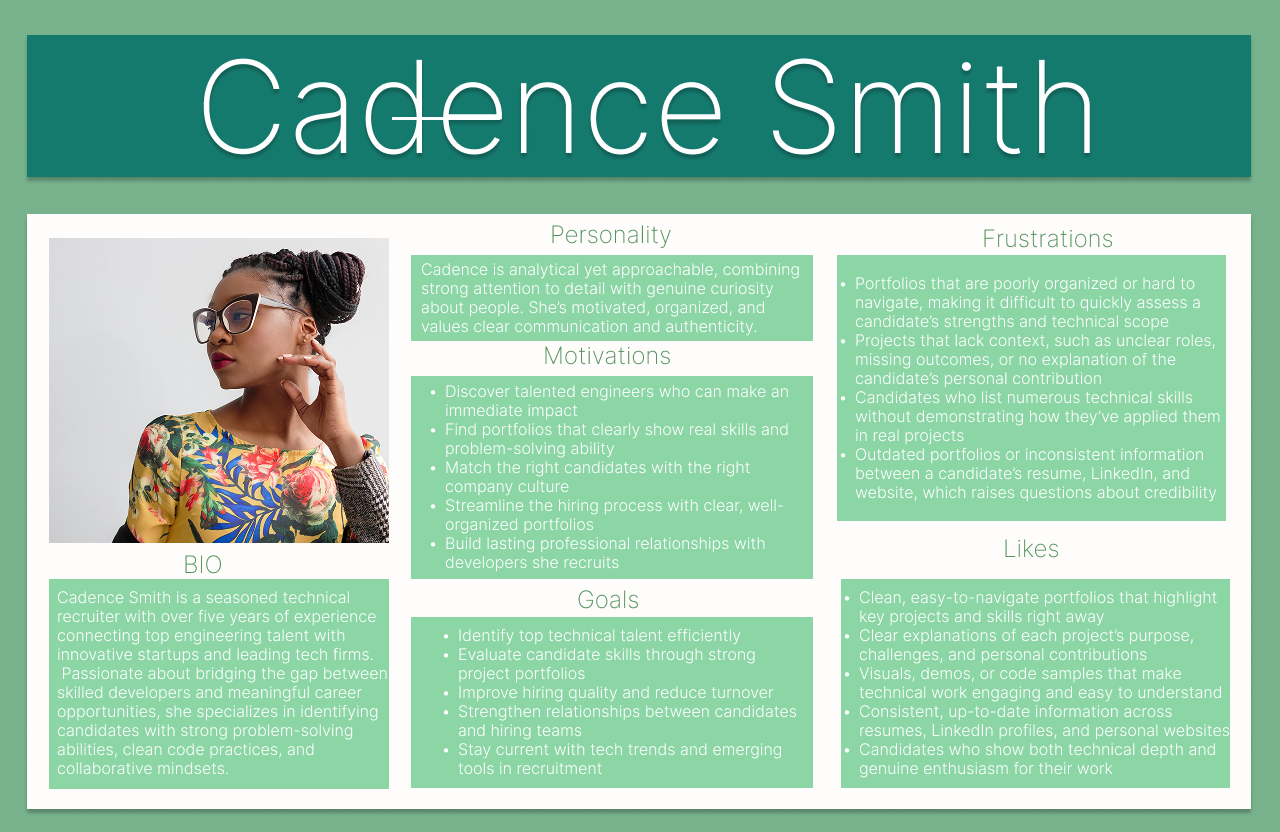 Cadence Smith
BIO
Cadence Smith is a seasoned technical
recruiter with over five years of experience
connecting top engineering talent with
innovative startups and leading tech firms.
Passionate about bridging the gap between
skilled developers and meaningful career
opportunities, she specializes in identifying
candidates with strong problem-solving
abilities, clean code practices, and
collaborative mindsets.
Personality
Cadence is analytical yet approachable, combining
strong attention to detail with genuine curiosity
about people. She’s motivated, organized, and
values clear communication and authenticity.
Motivations
• Discover talented engineers who can make an
immediate impact
• Find portfolios that clearly show real skills and
problem-solving ability
• Match the right candidates with the right
company culture
• Streamline the hiring process with clear, well-
organized portfolios
• Build lasting professional relationships with
developers she recruits
Goals
• Identify top technical talent efficiently
• Evaluate candidate skills through strong
project portfolios
• Improve hiring quality and reduce turnover
• Strengthen relationships between candidates
and hiring teams
• Stay current with tech trends and emerging
tools in recruitment
Frustrations
• Portfolios that are poorly organized or hard to
navigate, making it difficult to quickly assess a
candidate’s strengths and technical scope
• Projects that lack context, such as unclear roles,
missing outcomes, or no explanation of the
candidate’s personal contribution
• Candidates who list numerous technical skills
without demonstrating how they’ve applied them
in real projects
• Outdated portfolios or inconsistent information
between a candidate’s resume, LinkedIn, and
website, which raises questions about credibility
Likes
• Clean, easy-to-navigate portfolios that highlight
key projects and skills right away
• Clear explanations of each project’s purpose,
challenges, and personal contributions
• Visuals, demos, or code samples that make
technical work engaging and easy to understand
• Consistent, up-to-date information across
resumes, LinkedIn profiles, and personal websites
• Candidates who show both technical depth and
genuine enthusiasm for their work